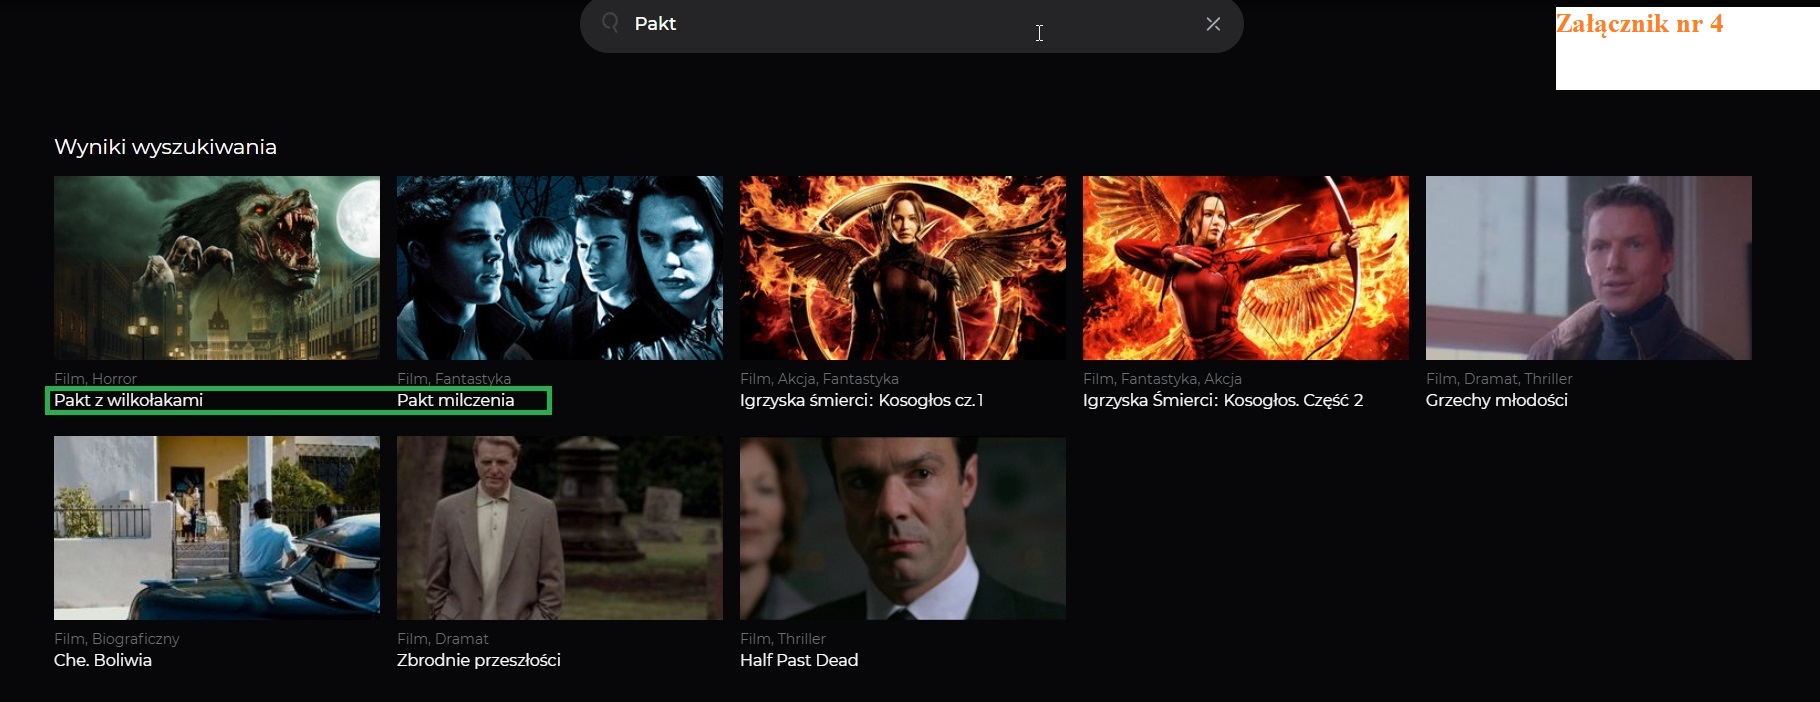 Pakt
Załącznik nr 4
Wyniki wyszukiwania
Film, Horror
Pakt z wilkołakami
Film, Fantastyka
Pakt milczenia
Film, Akcja, Fantastyka
Igrzyska śmierci: Kosogłos cz.1
Film, Fantastyka, Akcja
Igrzyska Śmierci: Kosogłos. Część 2
Film, Dramat, Thriller
Grzechy młodości
Film, Biograficzny
Che. Boliwia
Film, Dramat
Zbrodnie przeszłości
Film, Thriller
Half Past Dead